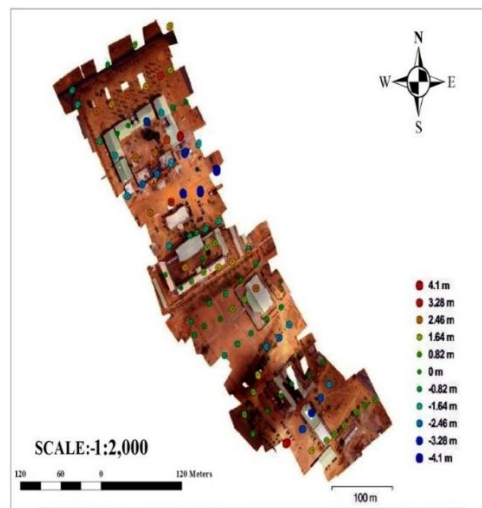 N
W E
S
4.1 m
3.28 m
2.46 m
1.64 m
0.82 m
0 m
-0.82 m
-1.64 m
-2.46 m
-3.28 m
-4.1 m
SCALE:-1:2,000
120 60 0 120 Meters
100 m